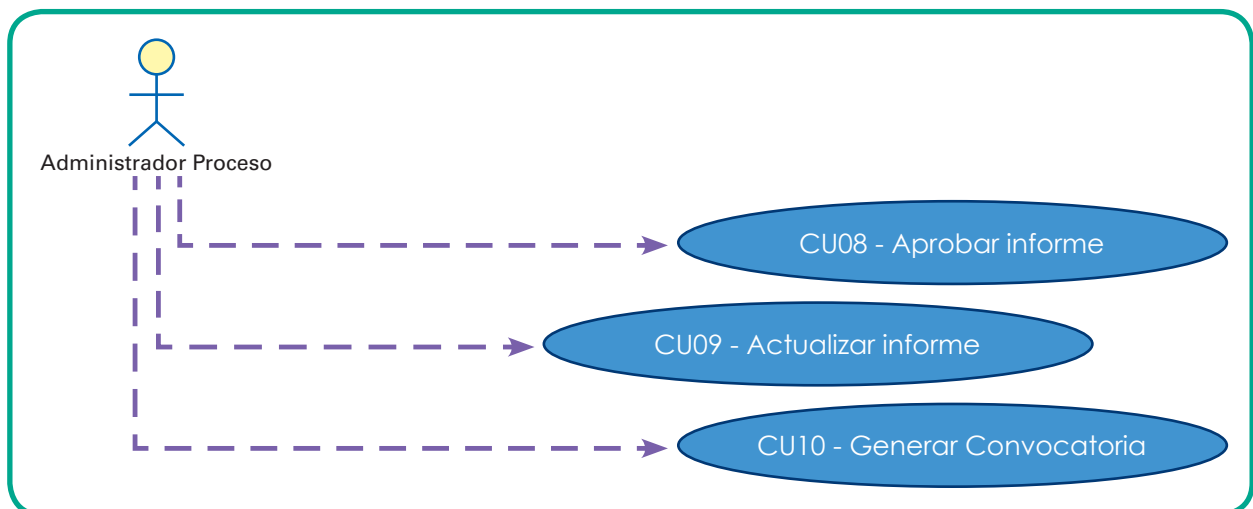 Administrador Proceso
CU08 - Aprobar informe
CU09 - Actualizar informe
CU10 - Generar Convocatoria